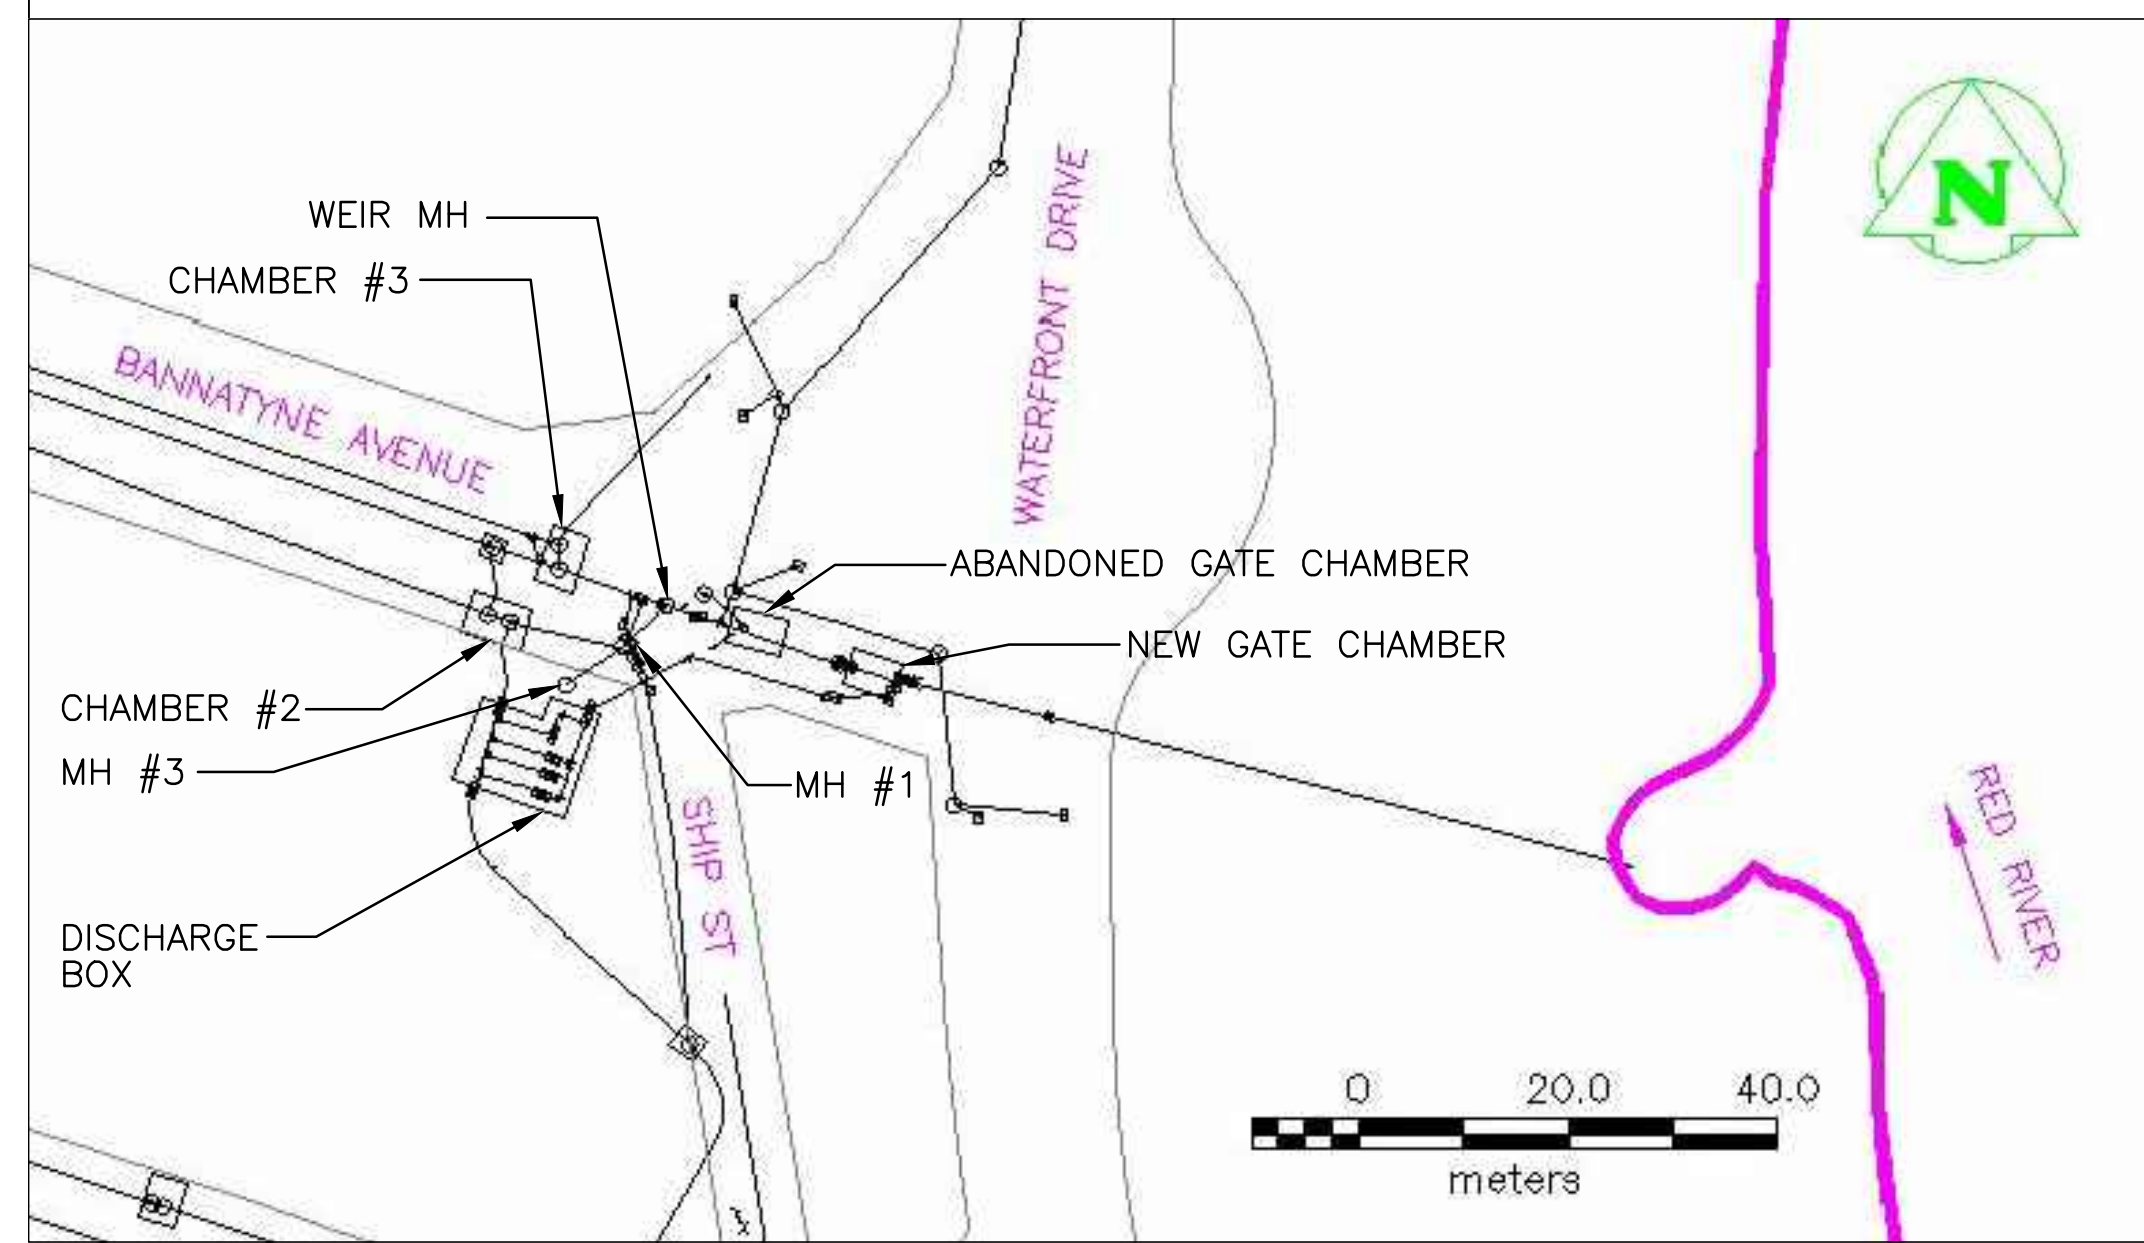 N
WEIR MH
CHAMBER #3
BANNATYNE AVENUE
WATERFRONT DRIVE
ABANDONED GATE CHAMBER
NEW GATE CHAMBER
CHAMBER #2
MH #3
MH #1
SHIP ST
RED RIVER
DISCHARGE
BOX
0 20.0 40.0
meters